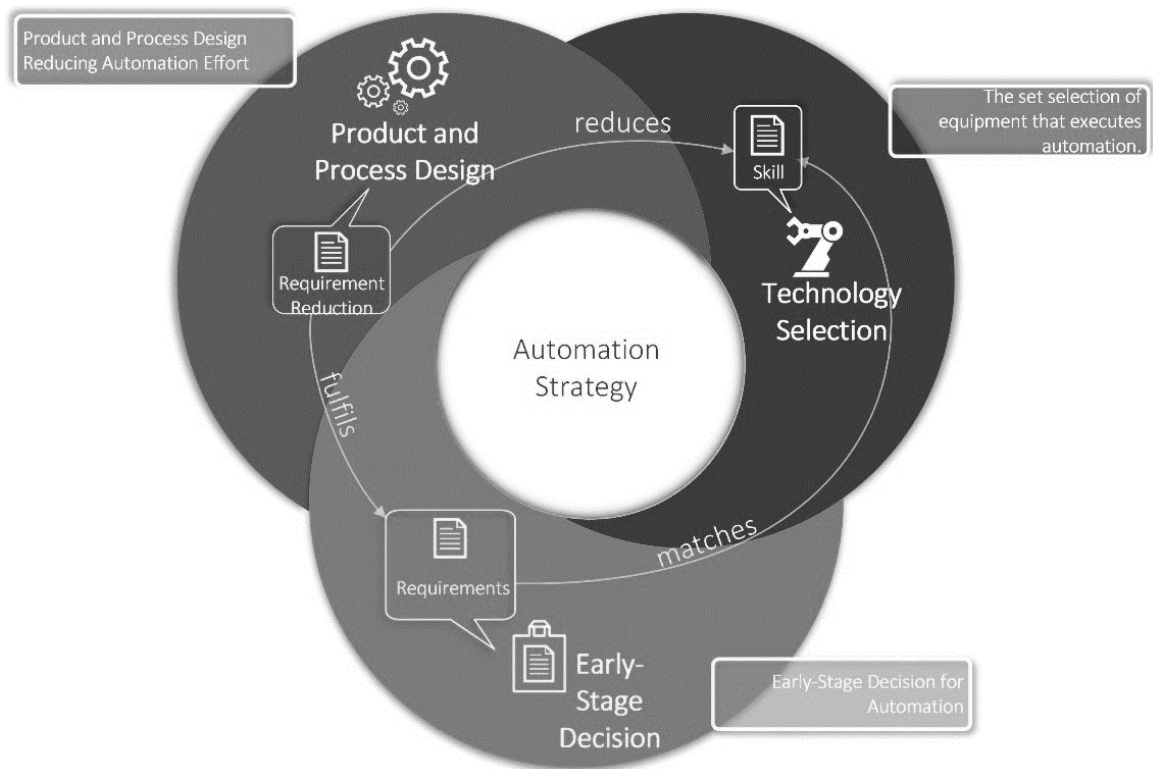 Product and Process Design
Reducing Automation Effort
Product and
Process Design
reduces
Skill
The set selection of
equipment that executes
automation.
Requirement
Reduction
Technology
Selection
Automation
Strategy
fulfils
Requirements
matches
Early-
Stage
Decision
Early-Stage Decision for
Automation